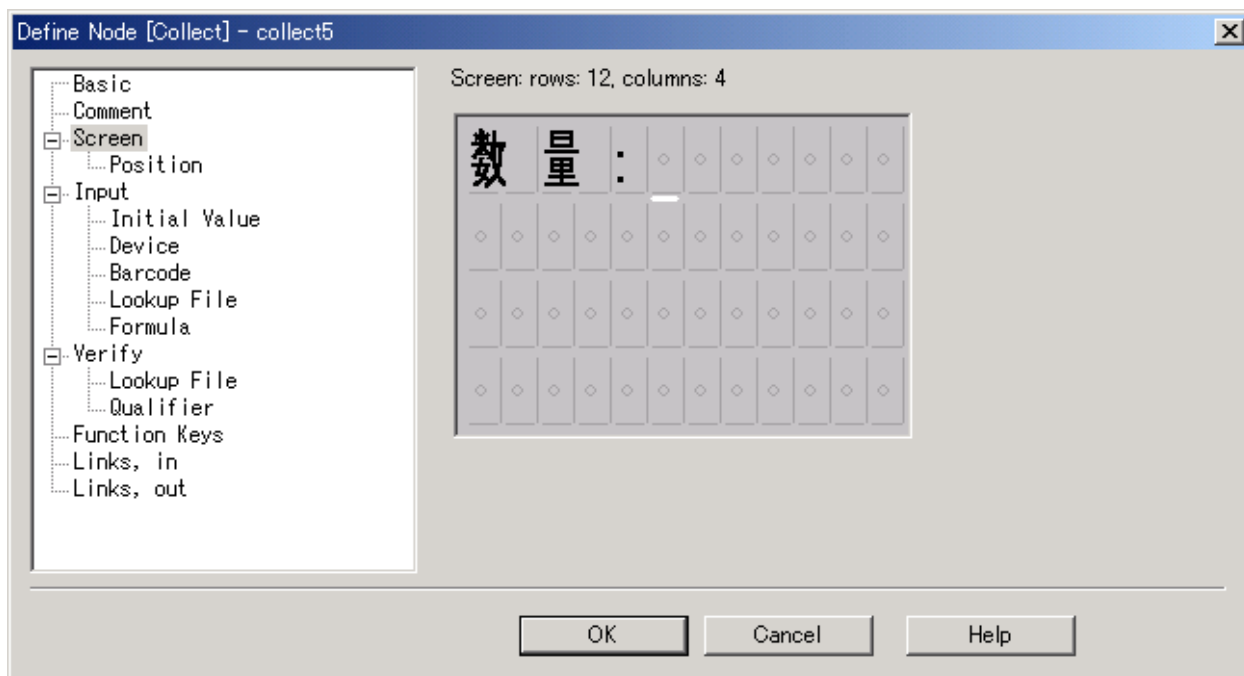 Define Node [Collect] - collect5
Basic
Comment
Screen
Position
Input
Initial Value
Device
Barcode
Lookup File
Formula
Verify
Lookup File
Qualifier
Function Keys
Links, in
Links, out
Screen: rows: 12, columns: 4
数量:
OK
Cancel
Help